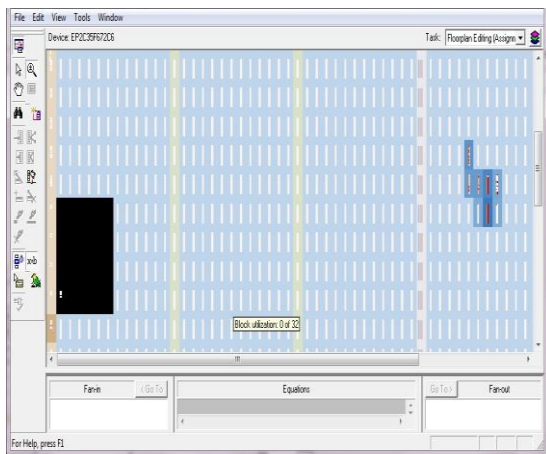 File Edit View Tools Window
Device: EP2C35F672C6
Task: Floorplan Editing (Assignm
Block utilization: 0 of 32
Fan-in
< Go To
Equations
Go To >
Fan-out
For Help, press F1